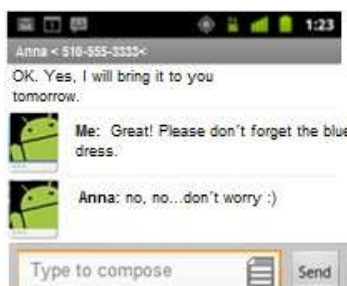 1:23
Anna < 510-555-3333<
OK. Yes, I will bring it to you
tomorrow.
Me: Great! Please don´t forget the blue
dress.
Anna: no, no...don´t worry :)
Type to compose
Send